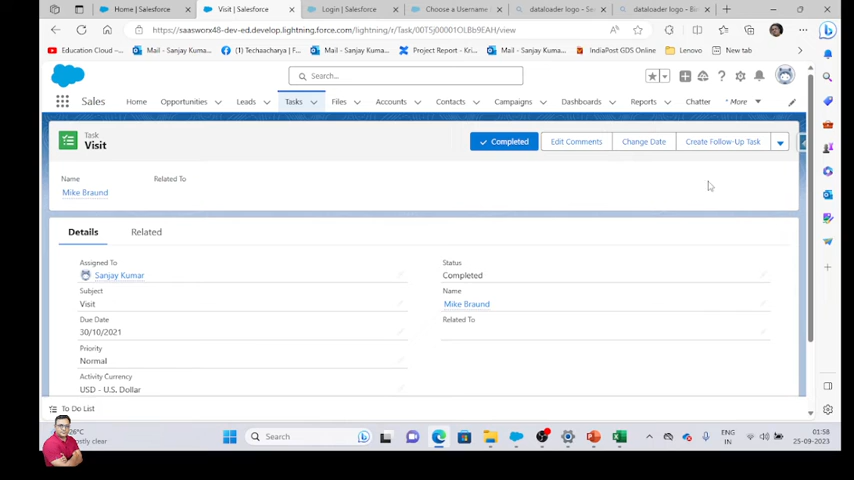 Home | Salesforce
Visit | Salesforce
Login | Salesforce
Choose a Username
dataloader logo - Se
dataloader logo - Bin
https://saasworx48-dev-ed.develop.lightning.force.com/lightning/r/Task/00T5j00001OLBb9EAH/view
Education Cloud
Mail - Sanjay Kuma...
(1) Techaacharya | F...
Project Report - Kri...
Mail - Sanjay Kuma...
IndiaPost GDS Online
Lenovo
New tab
Search...
Sales
Home
Opportunities
Leads
Tasks
Files
Accounts
Contacts
Campaigns
Dashboards
Reports
Chatter
* More
Task
Visit
Completed
Edit Comments
Change Date
Create Follow-Up Task
Name
Related To
Mike Braund
Details
Related
Assigned To
Status
Sanjay Kumar
Completed
Subject
Name
Visit
Mike Braund
Due Date
Related To
30/10/2021
Priority
Normal
Activity Currency
USD - U.S. Dollar
To Do List
26°C
Search
ENG
IN
01:58
25-09-2023